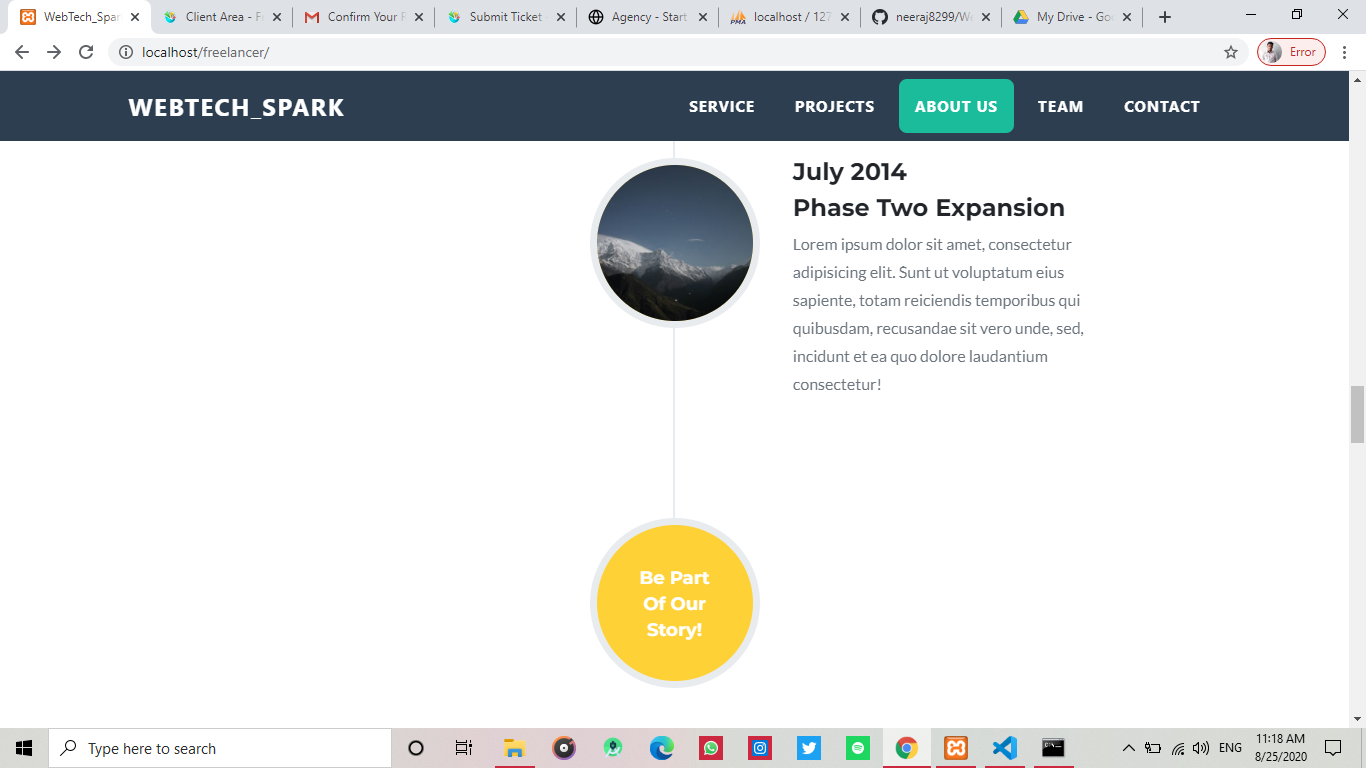 WebTech_Spa
Client Area - F
Confirm Your
Submit Ticket
Agency - Start
localhost / 127
neeraj8299/We
My Drive - Goo
localhost/freelancer/
Error
WEBTECH_SPARK
SERVICE
PROJECTS
ABOUT US
TEAM
CONTACT
July 2014
Phase Two Expansion
Lorem ipsum dolor sit amet, consectetur
adipisicing elit. Sunt ut voluptatum eius
sapiente, totam reiciendis temporibus qui
quibusdam, recusandae sit vero unde, sed,
incidunt et ea quo dolore laudantium
consectetur!
Be Part
Of Our
Story!
Type here to search
ENG
11:18 AM
8/25/2020